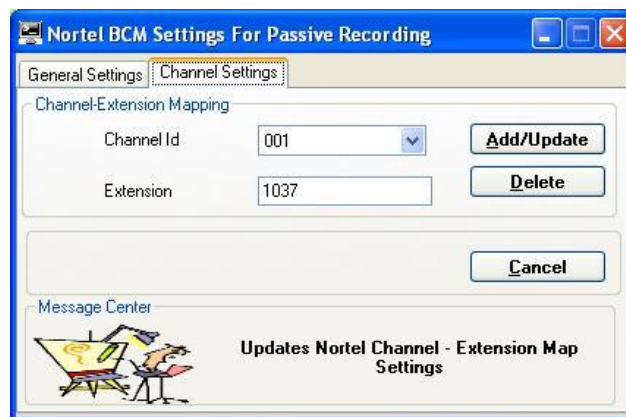 Nortel BCM Settings For Passive Recording
General Settings
Channel Settings
Channel-Extension Mapping
Channel Id
001
Add/Update
Extension
1037
Delete
Cancel
Message Center
Updates Nortel Channel - Extension Map
Settings